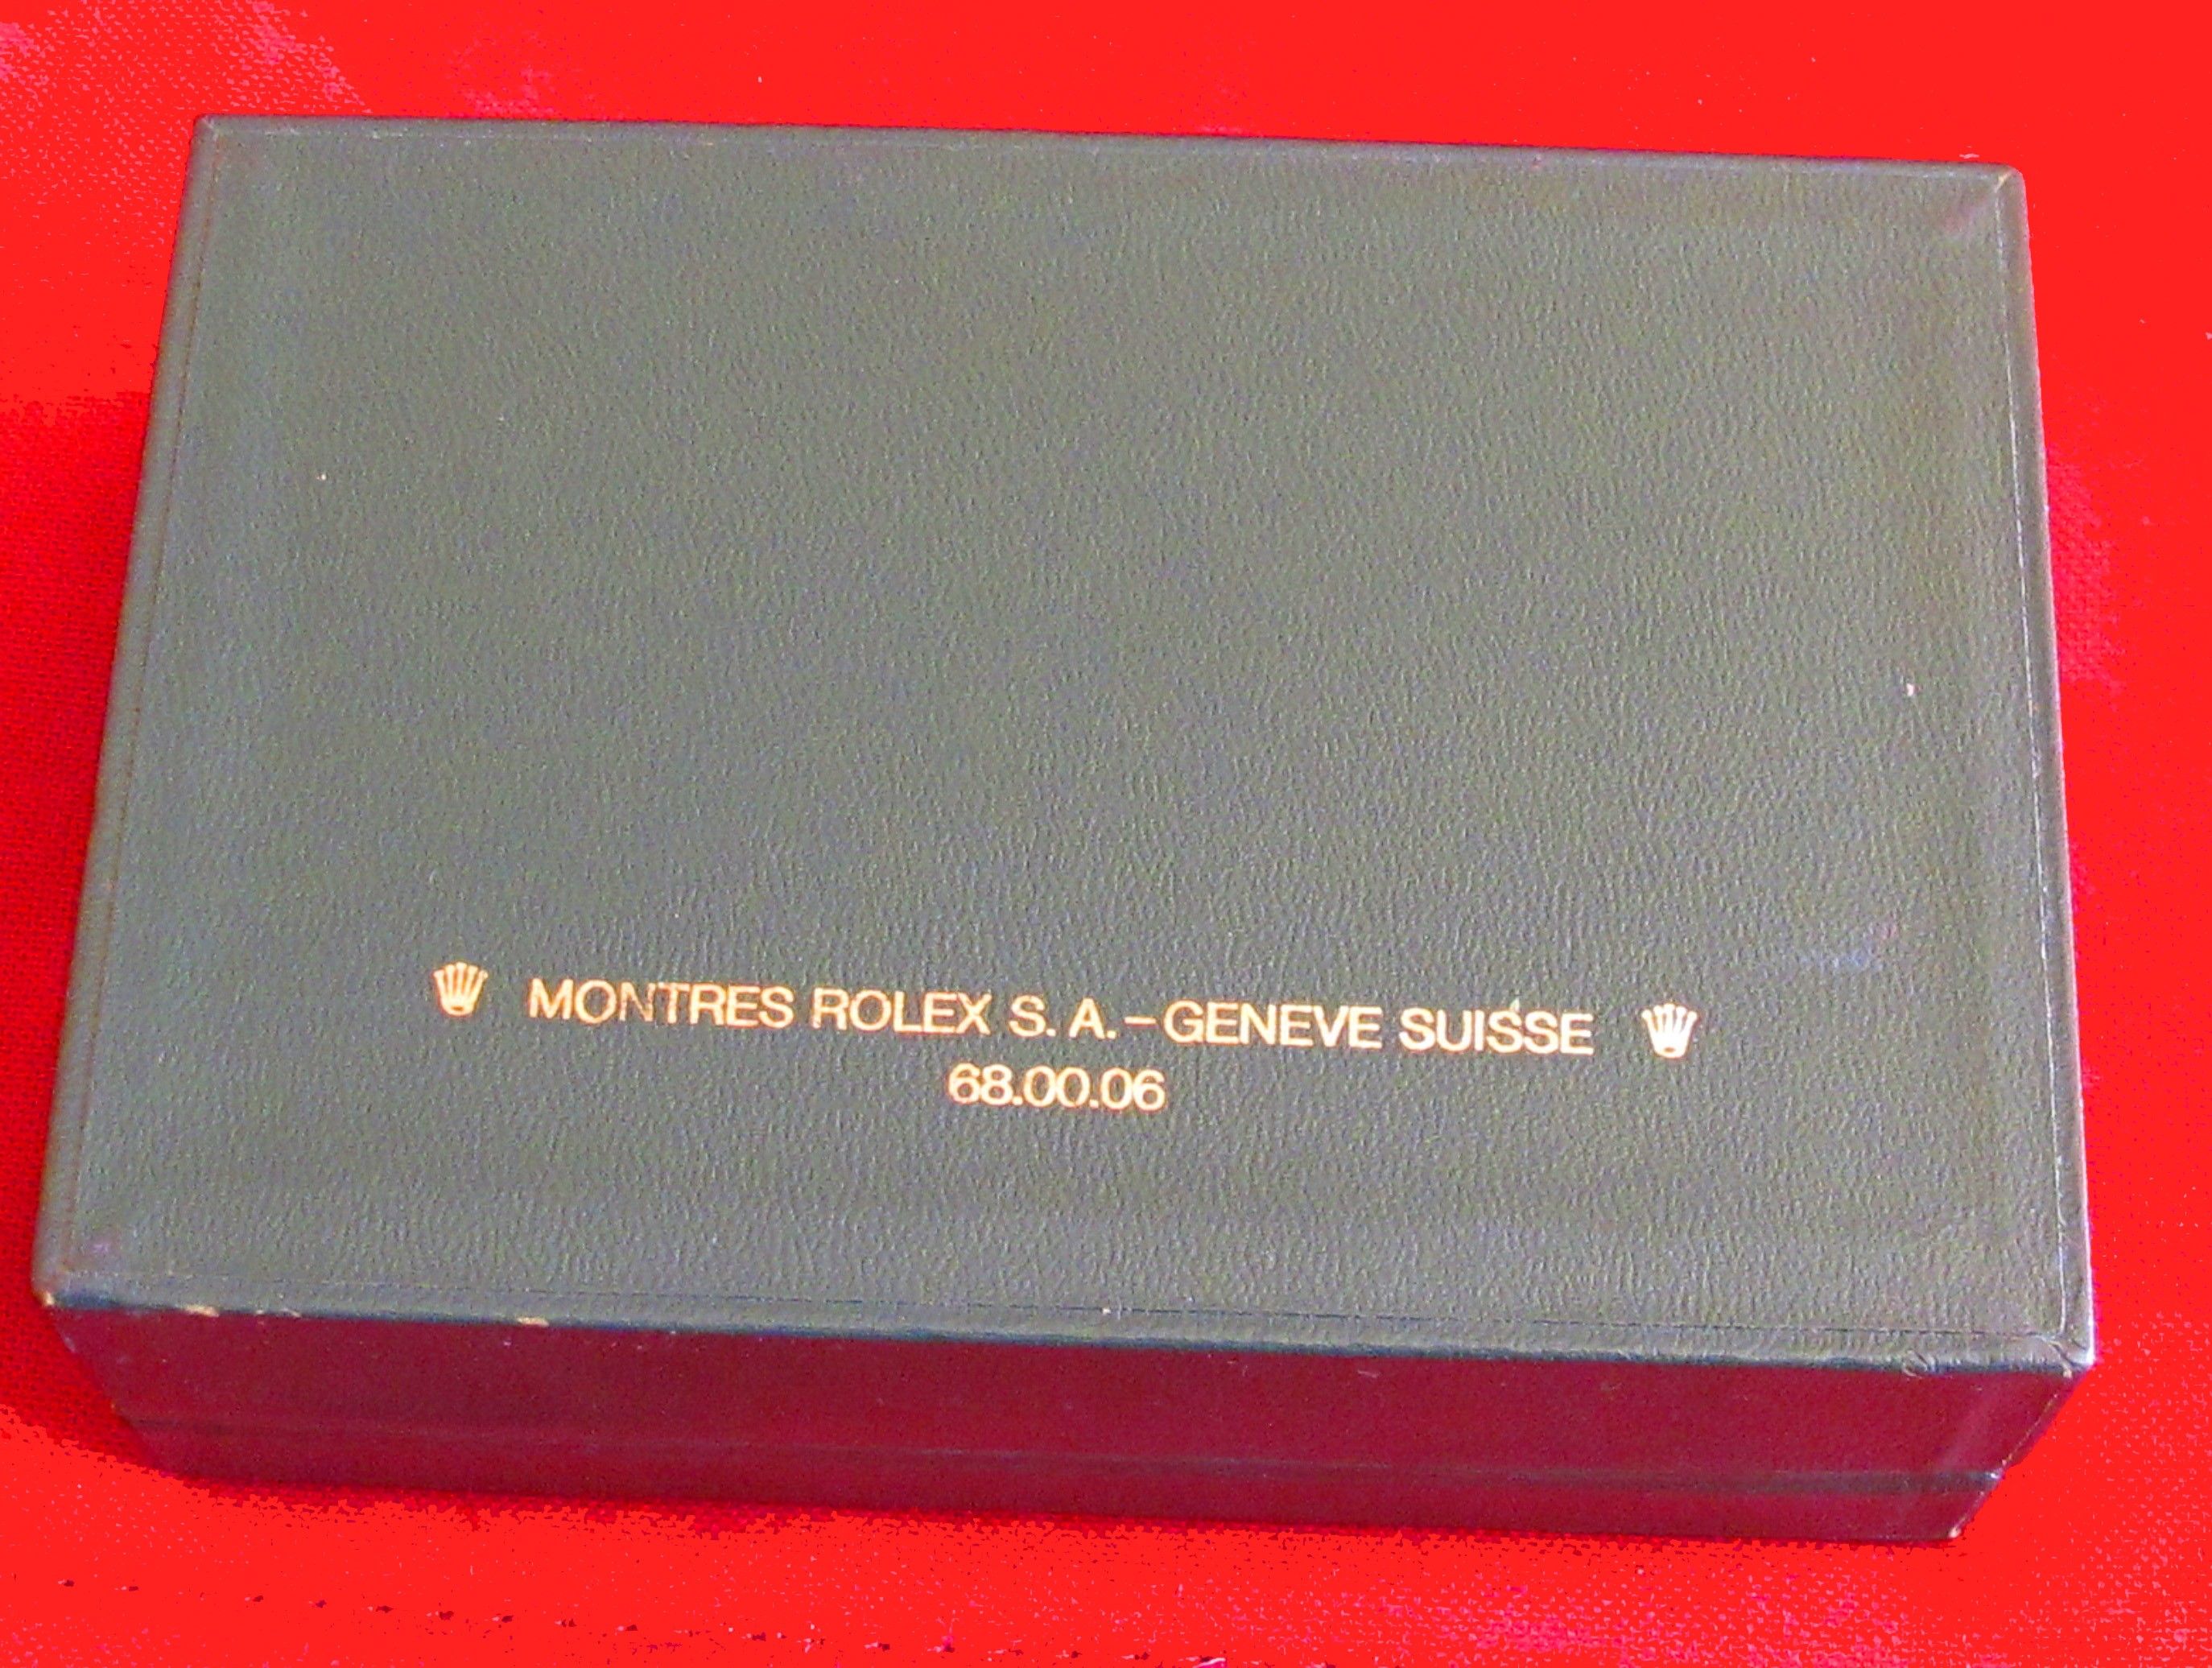 MONTRES ROLEX S. A. – GENEVE SUISSE
68.00.06